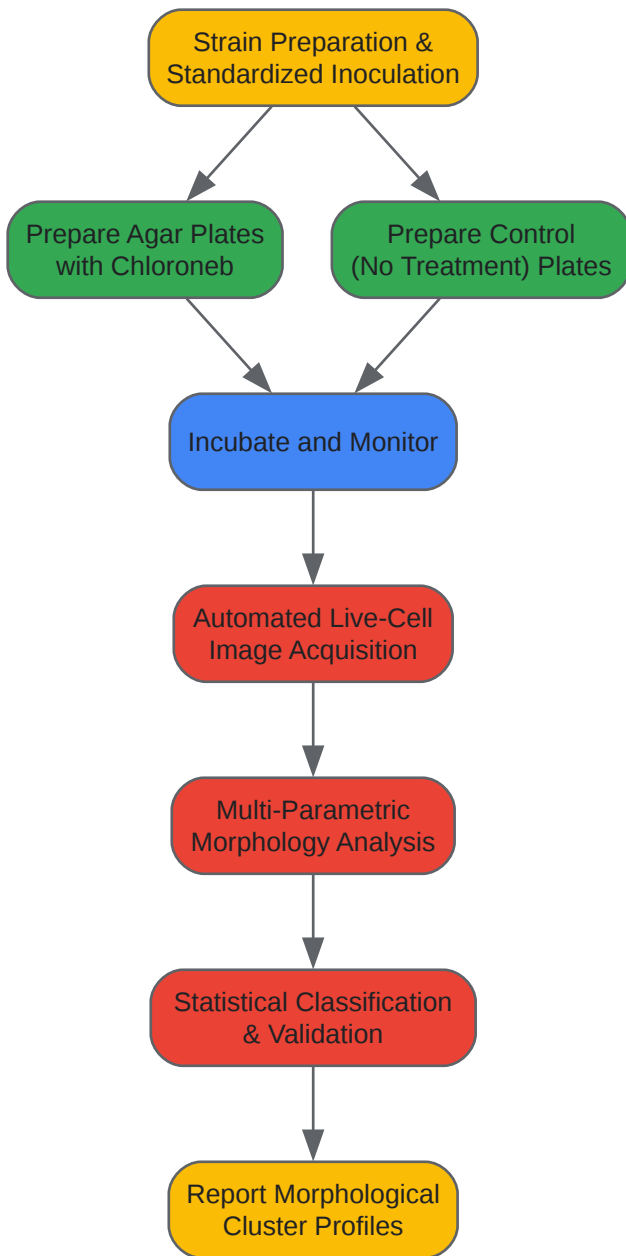 Strain Preparation &
Standardized Inoculation
Prepare Agar Plates
with Chloroneb
Prepare Control
(No Treatment) Plates
Incubate and Monitor
Automated Live-Cell
Image Acquisition
Multi-Parametric
Morphology Analysis
Statistical Classification
& Validation
Report Morphological
Cluster Profiles